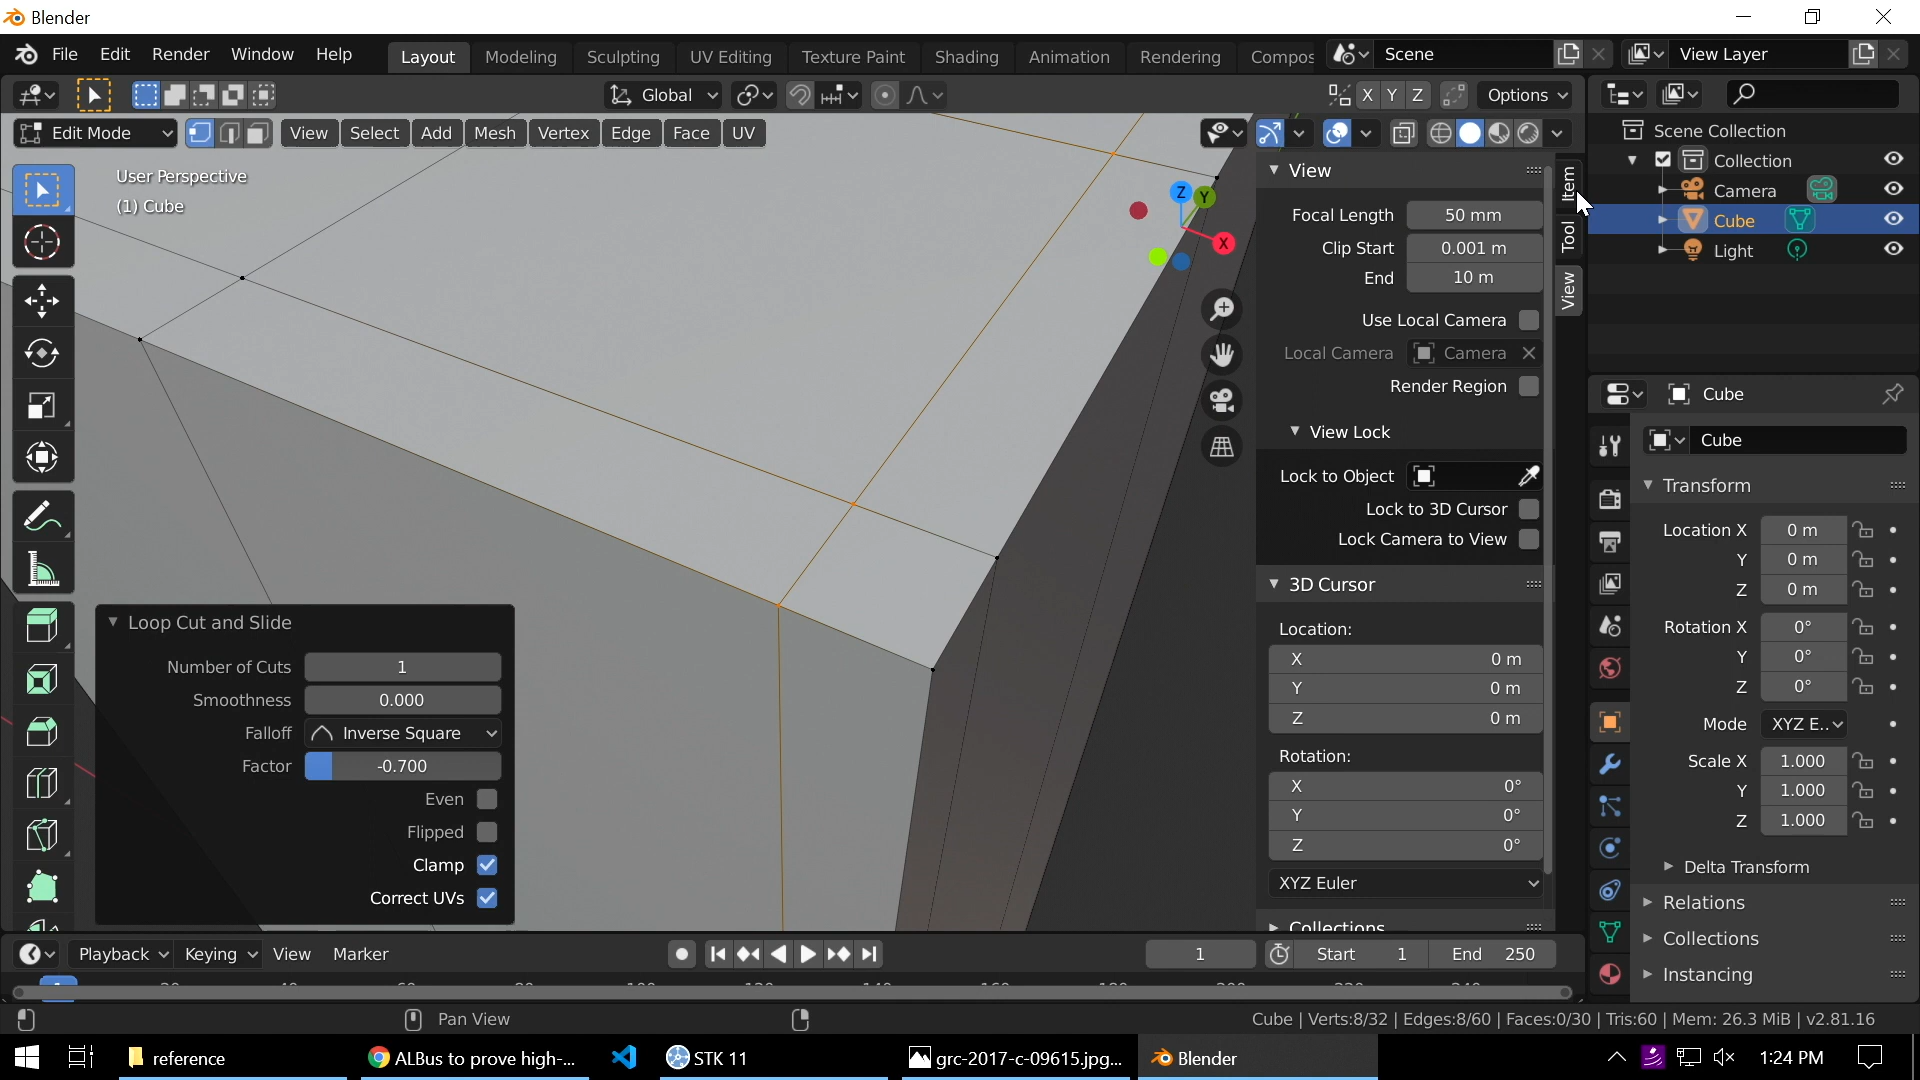 Blender
File Edit Render Window Help Layout Modeling Sculpting UV Editing Texture Paint Shading Animation Rendering Compos Scene View Layer
Global X Y Z Options
Edit Mode View Select Add Mesh Vertex Edge Face UV
User Perspective
(1) Cube
Z Y X
View
Focal Length 50 mm
Clip Start 0.001 m
End 10 m
Use Local Camera
Local Camera Camera
Render Region
View Lock
Lock to Object
Lock to 3D Cursor
Lock Camera to View
3D Cursor
Location:
X 0 m
Y 0 m
Z 0 m
Rotation:
X 0°
Y 0°
Z 0°
XYZ Euler
Collections
Item
Tool
View
Loop Cut and Slide
Number of Cuts 1
Smoothness 0.000
Falloff Inverse Square
Factor -0.700
Even
Flipped
Clamp
Correct UVs
Scene Collection
Collection
Camera
Cube
Light
Cube
Cube
Transform
Location X 0 m
Y 0 m
Z 0 m
Rotation X 0°
Y 0°
Z 0°
Mode XYZ E..
Scale X 1.000
Y 1.000
Z 1.000
Delta Transform
Relations
Collections
Instancing
Playback Keying View Marker 1 Start 1 End 250
Pan View Cube | Verts:8/32 | Edges:8/60 | Faces:0/30 | Tris:60 | Mem: 26.3 MiB | v2.81.16
reference ALBus to prove high-... STK 11 grc-2017-c-09615.jpg... Blender 1:24 PM